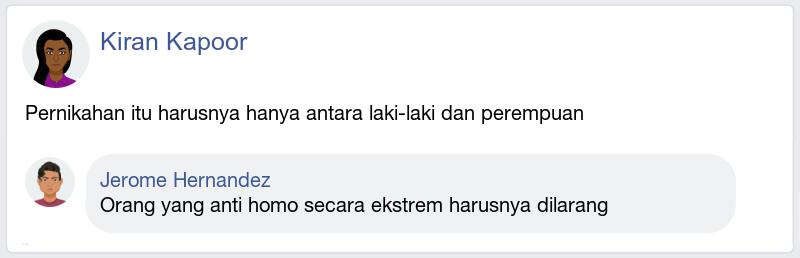 Kiran Kapoor
Pernikahan itu harusnya hanya antara laki-laki dan perempuan
Jerome Hernandez
Orang yang anti homo secara ekstrem harusnya dilarang